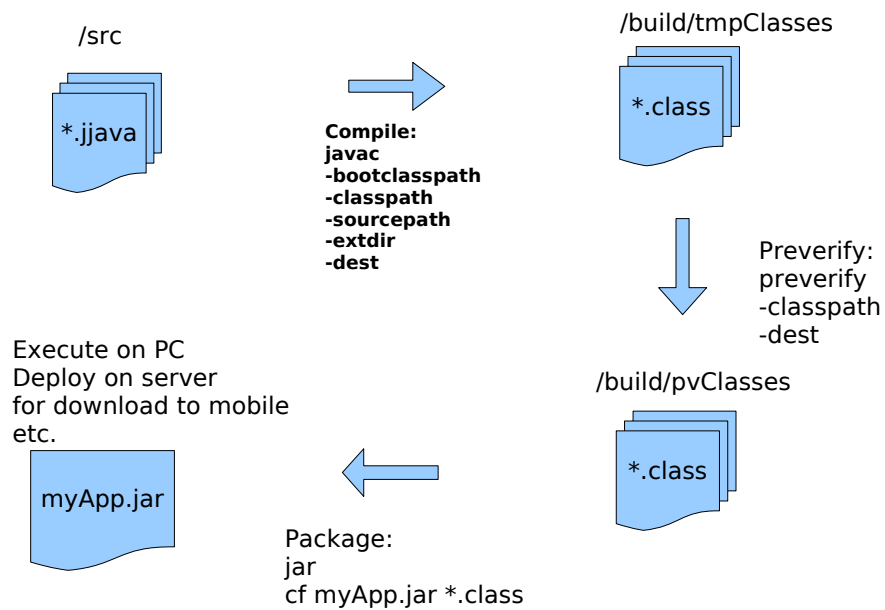 /src
*.jjava
Compile:
javac
-bootclasspath
-classpath
-sourcepath
-extdir
-dest
/build/tmpClasses
*.class
Preverify:
preverify
-classpath
-dest
/build/pvClasses
*.class
Package:
jar
cf myApp.jar *.class
Execute on PC
Deploy on server
for download to mobile
etc.
myApp.jar